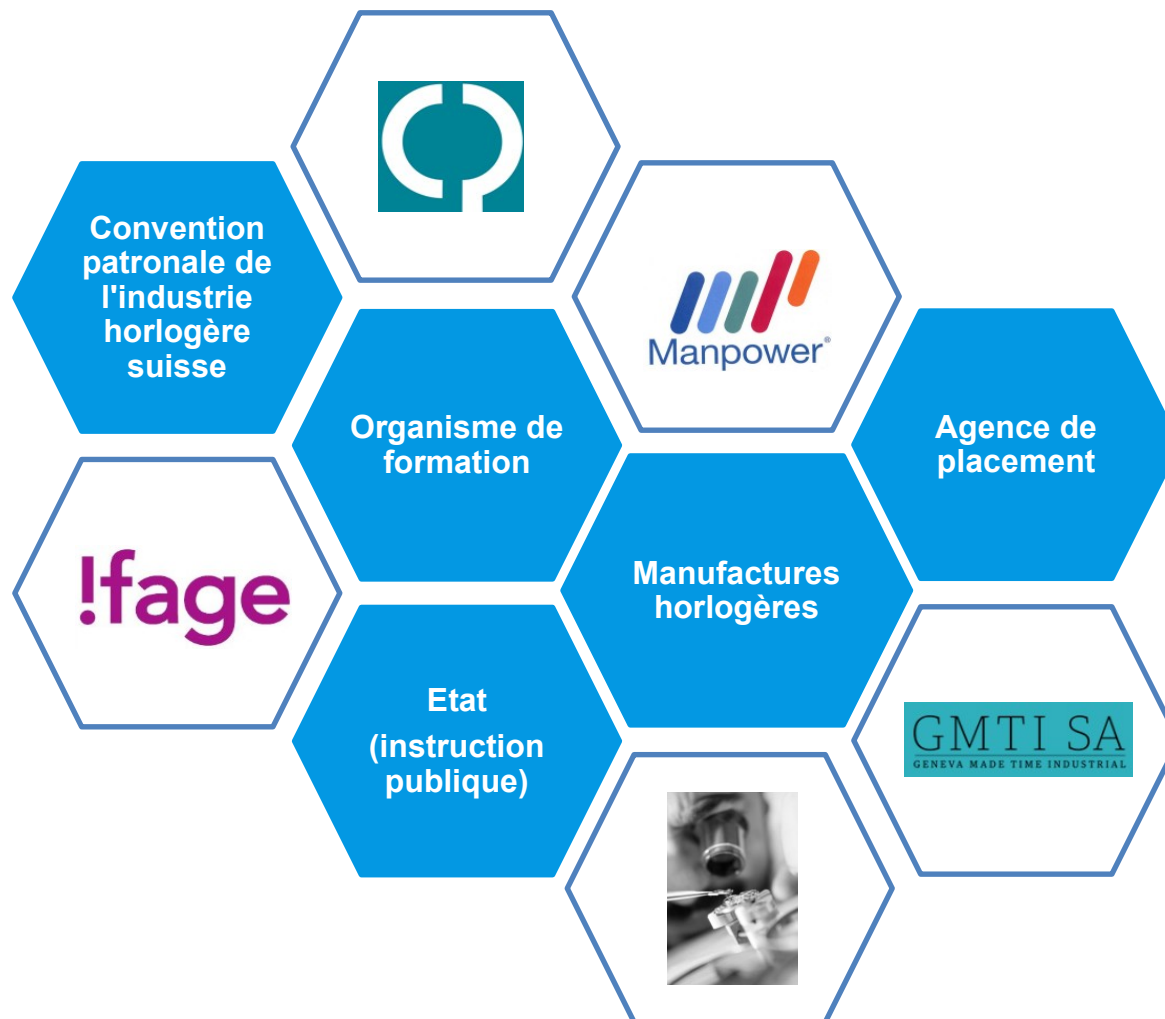 Convention
patronale de
l'industrie
horlogère
suisse
Manpower®
Organisme de
formation
Agence de
placement
!fage
Manufactures
horlogères
Etat
(instruction
publique)
GMTI SA
GENEVA MADE TIME INDUSTRIAL